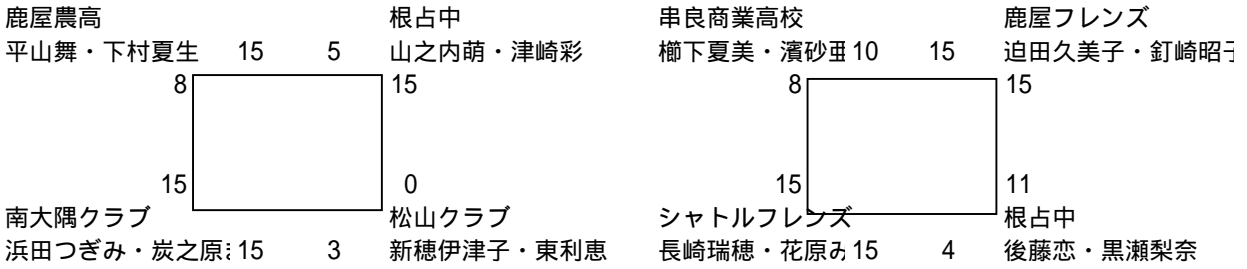 鹿屋農高 根占中 串良商業高校 鹿屋フレンズ
平山舞・下村夏生 15 5 山之内萌・津崎彩 櫛下夏美・濱砂亜 10 15 迫田久美子・釘崎昭子
8 15 8 15
15 0 15 11
南大隅クラブ 松山クラブ シャトルフレンズ 根占中
浜田つぎみ・炭之原 15 3 新穂伊津子・東利恵 長崎瑞穂・花原み 15 4 後藤恋・黒瀬梨奈